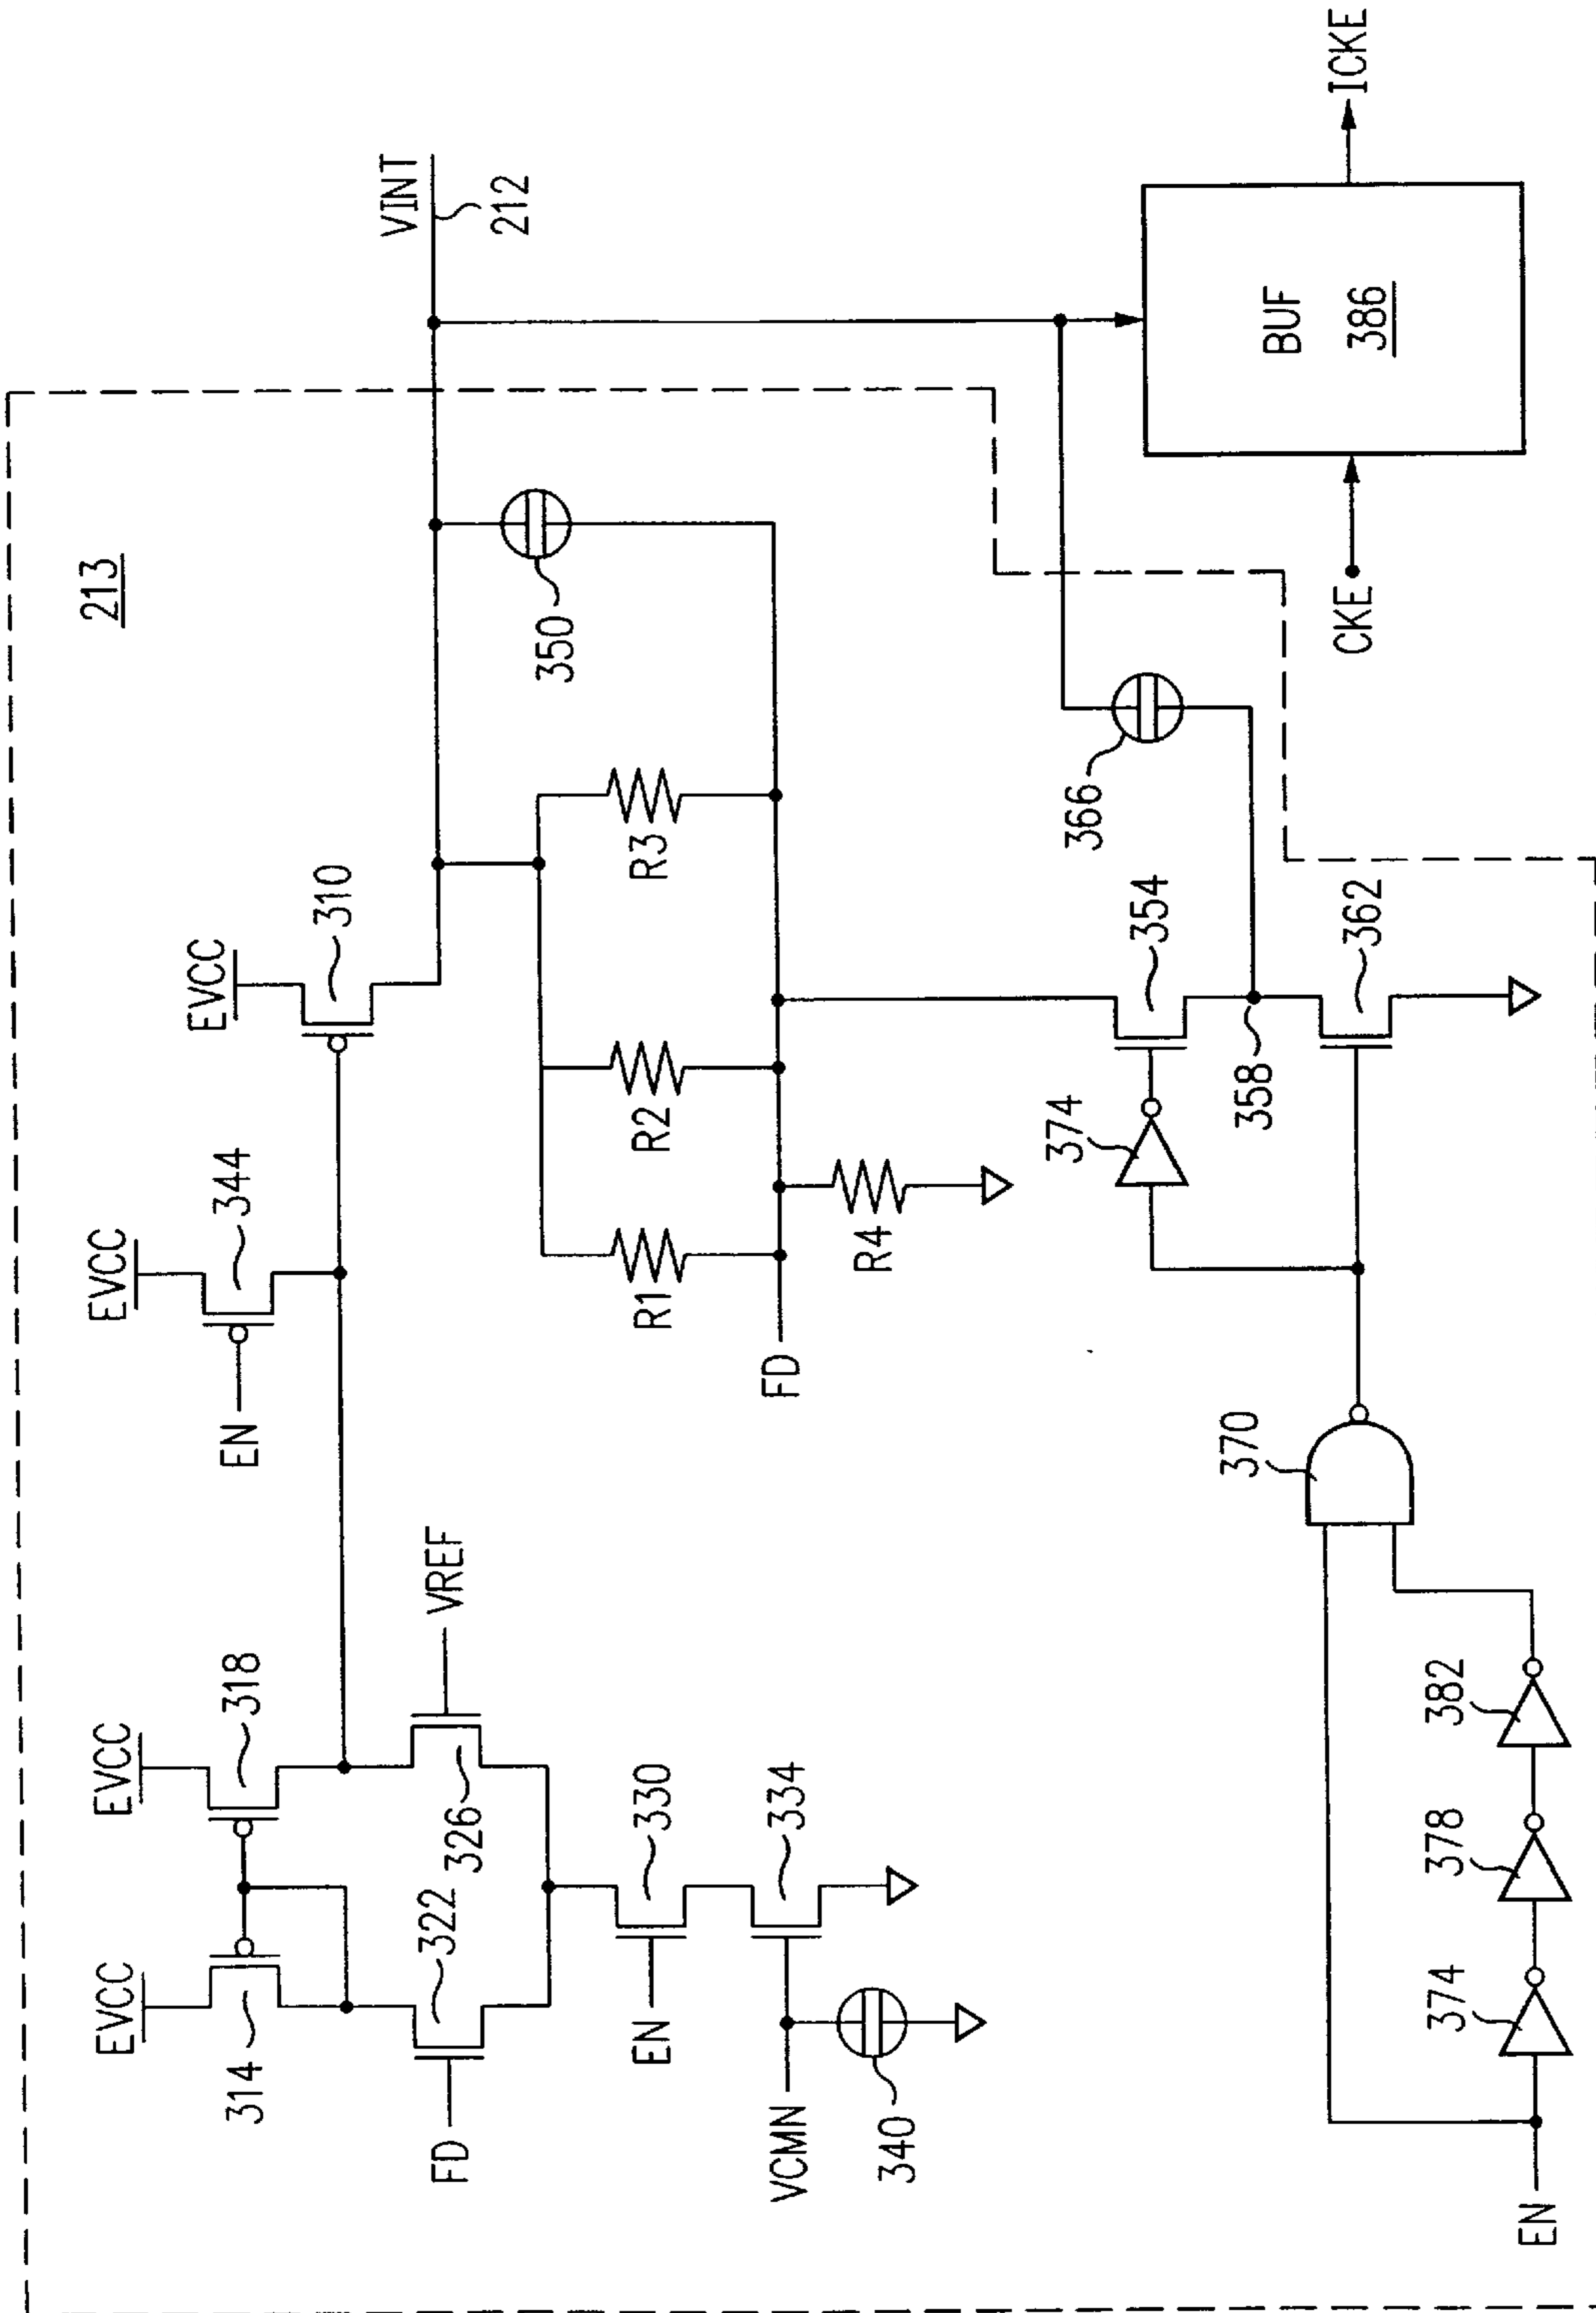 213
EVCC
314
EVCC
318
EVCC
344
EN
EVCC
310
VINT
212
FD
322
326
VREF
EN
330
VCMN
334
340
R1
R2
R3
350
FD
R4
374
354
358
362
366
370
EN
374
378
382
CKE
BUF
386
ICKE